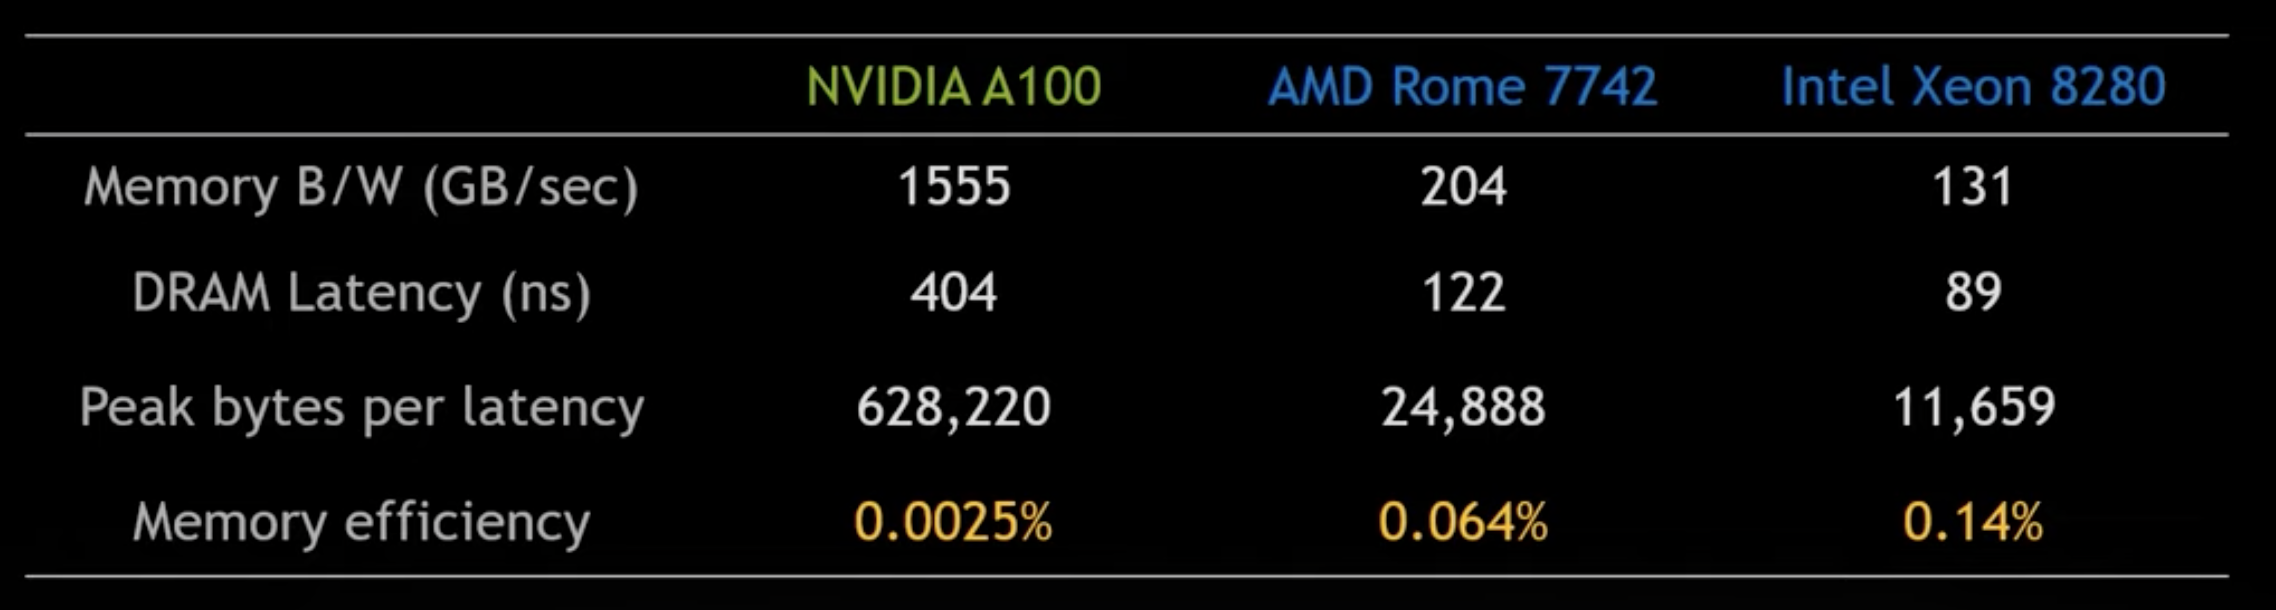 NVIDIA A100 AMD Rome 7742 Intel Xeon 8280
Memory B/W (GB/sec) 1555 204 131
DRAM Latency (ns) 404 122 89
Peak bytes per latency 628,220 24,888 11,659
Memory efficiency 0.0025% 0.064% 0.14%